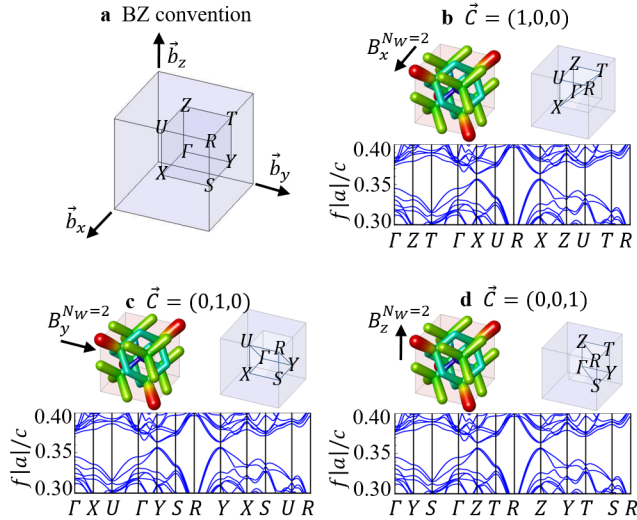 a BZ convention
b⃗z
Z
T
U
R
Γ
Y
X
S
b⃗y
b⃗x
b C⃗ = (1,0,0)
Bₓ^{N_W=2}
Z
T
U
Γ
R
X
f|a|/c
0.40
0.35
0.30
Γ Z T Γ X U R X Z U T R
c C⃗ = (0,1,0)
B_y^{N_W=2}
U
R
Γ
Y
X
S
f|a|/c
0.40
0.35
0.30
Γ X U Γ Y S R Y X S U R
d C⃗ = (0,0,1)
B_z^{N_W=2}
Z
T
R
Γ
Y
S
f|a|/c
0.40
0.35
0.30
Γ Y S Γ Z T R Z Y T S R